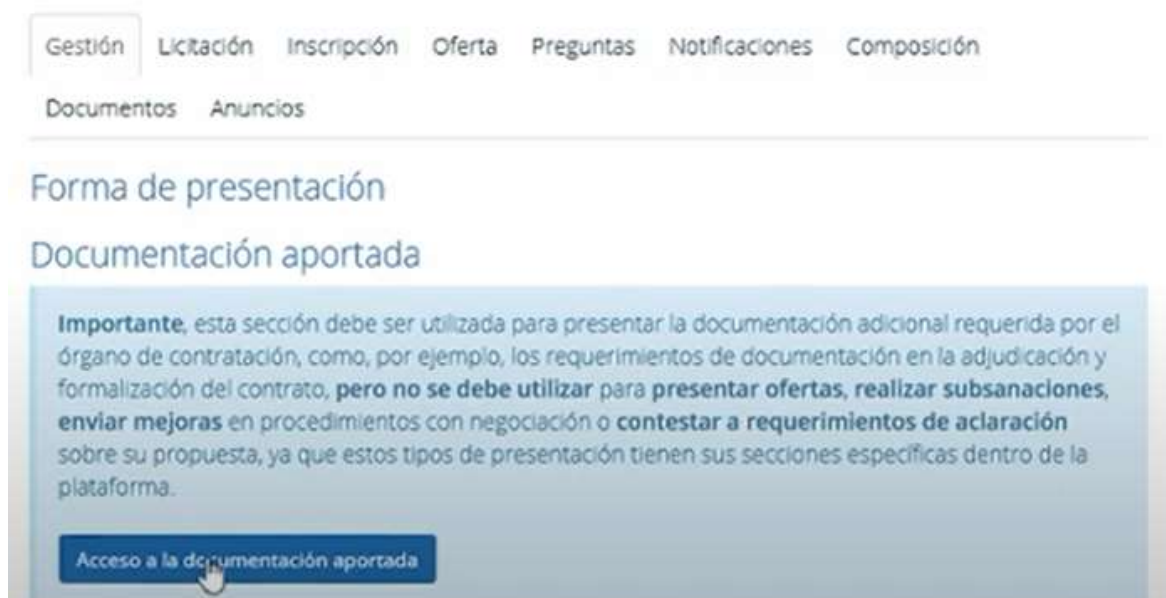 Gestión Licitación Inscripción Oferta Preguntas Notificaciones Composición
Documentos Anuncios
Forma de presentación
Documentación aportada
Importante, esta sección debe ser utilizada para presentar la documentación adicional requerida por el
órgano de contratación, como, por ejemplo, los requerimientos de documentación en la adjudicación y
formalización del contrato, pero no se debe utilizar para presentar ofertas, realizar subsanaciones,
enviar mejoras en procedimientos con negociación o contestar a requerimientos de aclaración
sobre su propuesta, ya que estos tipos de presentación tienen sus secciones específicas dentro de la
plataforma.
Acceso a la documentación aportada